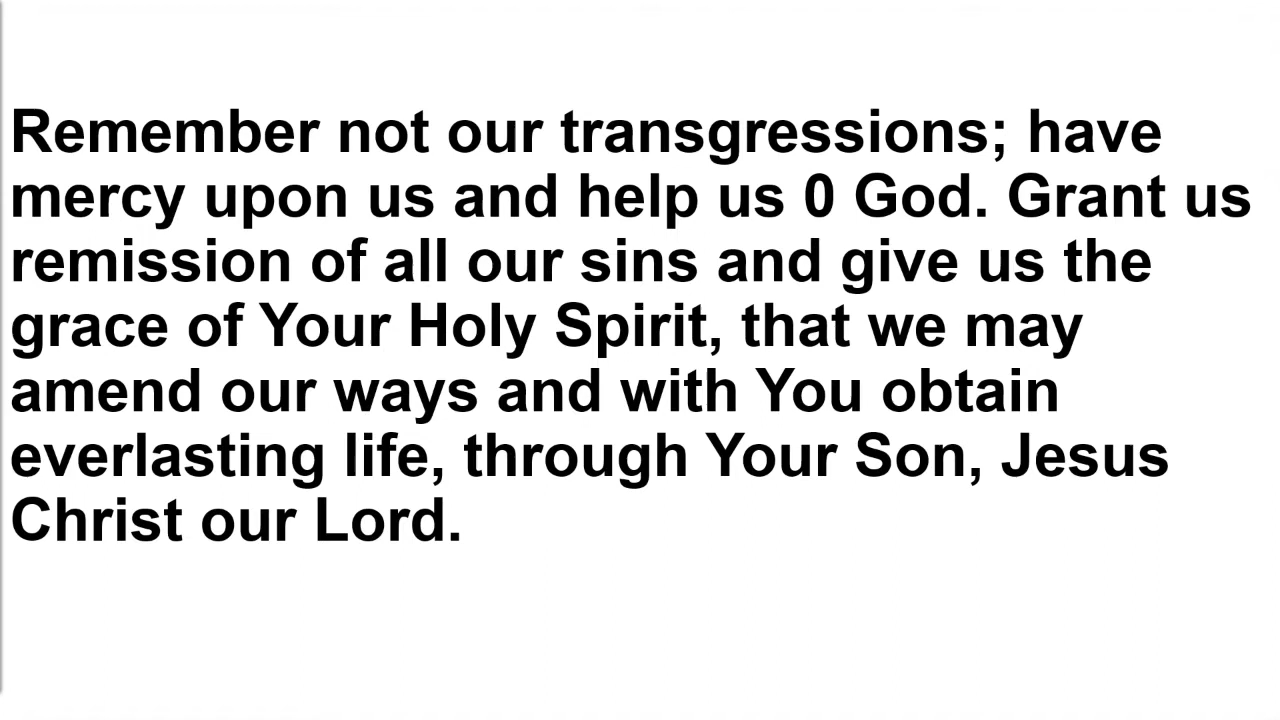 Remember not our transgressions; have
mercy upon us and help us 0 God. Grant us
remission of all our sins and give us the
grace of Your Holy Spirit, that we may
amend our ways and with You obtain
everlasting life, through Your Son, Jesus
Christ our Lord.